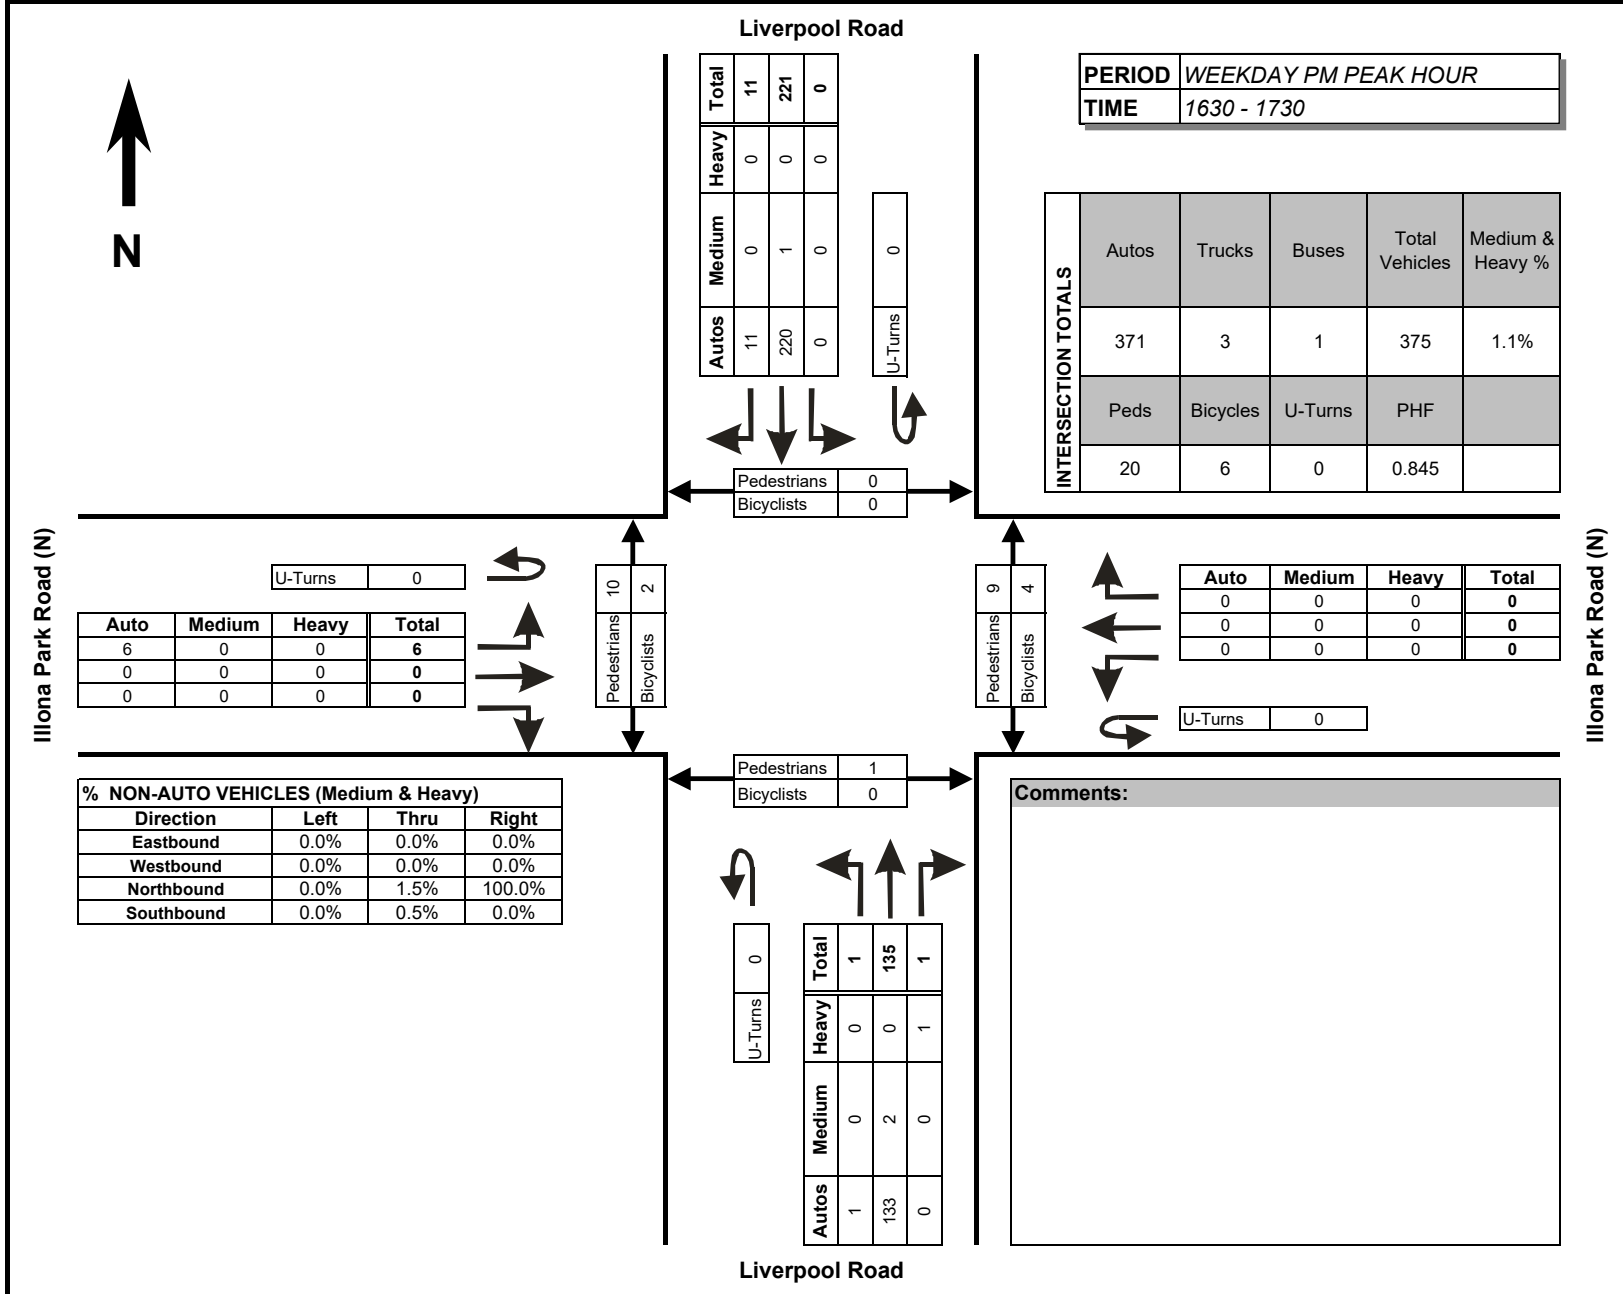 Liverpool Road
PERIOD WEEKDAY PM PEAK HOUR
TIME 1630 - 1730
N
Total 11 221 0
Heavy 0 0 0
Medium 0 1 0
Autos 11 220 0
U-Turns 0
INTERSECTION TOTALS
Autos Trucks Buses Total Vehicles Medium & Heavy %
371 3 1 375 1.1%
Peds Bicycles U-Turns PHF
20 6 0 0.845
Pedestrians 0
Bicyclists 0
Illona Park Road (N)
U-Turns 0
Auto Medium Heavy Total
6 0 0 6
0 0 0 0
0 0 0 0
Pedestrians 10
Bicyclists 2
Pedestrians 9
Bicyclists 4
Auto Medium Heavy Total
0 0 0 0
0 0 0 0
0 0 0 0
U-Turns 0
Illona Park Road (N)
Pedestrians 1
Bicyclists 0
% NON-AUTO VEHICLES (Medium & Heavy)
Direction Left Thru Right
Eastbound 0.0% 0.0% 0.0%
Westbound 0.0% 0.0% 0.0%
Northbound 0.0% 1.5% 100.0%
Southbound 0.0% 0.5% 0.0%
Comments:
U-Turns 0
Total 1 135 1
Heavy 0 0 1
Medium 0 2 0
Autos 1 133 0
Liverpool Road